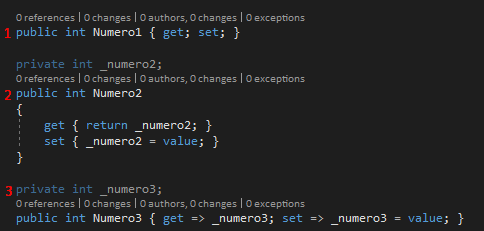 0 references | 0 changes | 0 authors, 0 changes | 0 exceptions
1 public int Numero1 { get; set; }
private int _numero2;
0 references | 0 changes | 0 authors, 0 changes | 0 exceptions
2 public int Numero2
{
get { return _numero2; }
set { _numero2 = value; }
}
3 private int _numero3;
0 references | 0 changes | 0 authors, 0 changes | 0 exceptions
public int Numero3 { get => _numero3; set => _numero3 = value; }